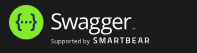 {···} Swagger.
Supported by SMARTBEAR